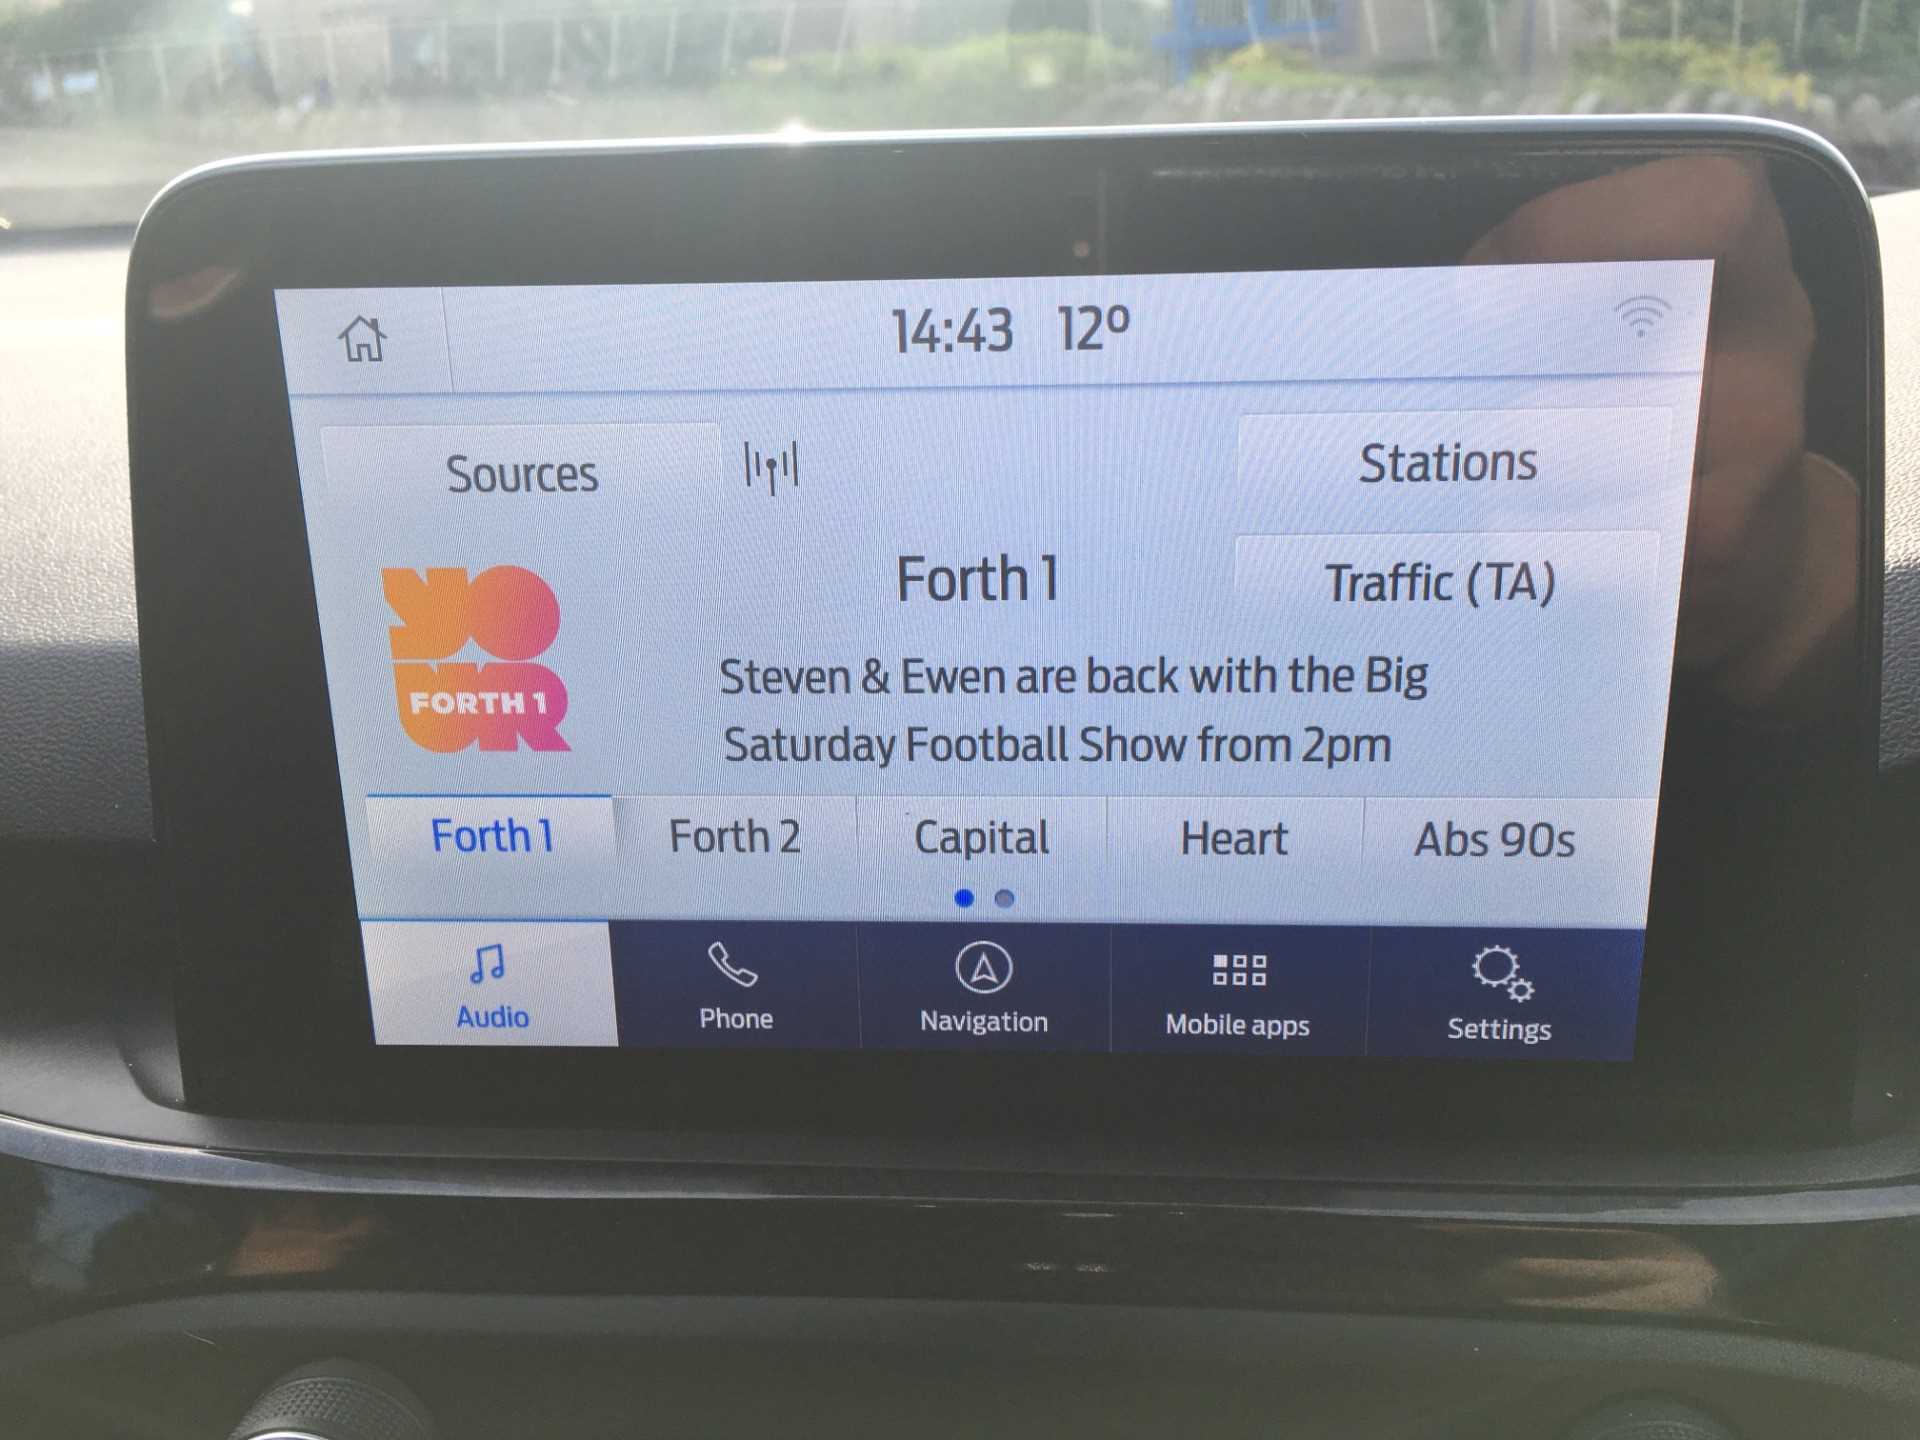 14:43 12°
Sources
Stations
Forth 1
Traffic (TA)
YO
UR
FORTH 1
Steven & Ewen are back with the Big
Saturday Football Show from 2pm
Forth 1 Forth 2 Capital Heart Abs 90s
Audio Phone Navigation Mobile apps Settings